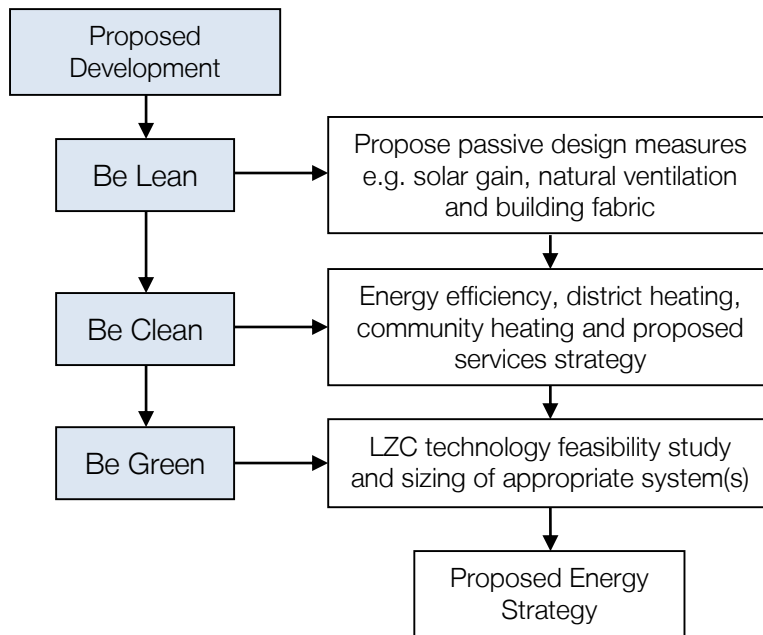 Proposed
Development
Be Lean
Propose passive design measures
e.g. solar gain, natural ventilation
and building fabric
Be Clean
Energy efficiency, district heating,
community heating and proposed
services strategy
Be Green
LZC technology feasibility study
and sizing of appropriate system(s)
Proposed Energy
Strategy